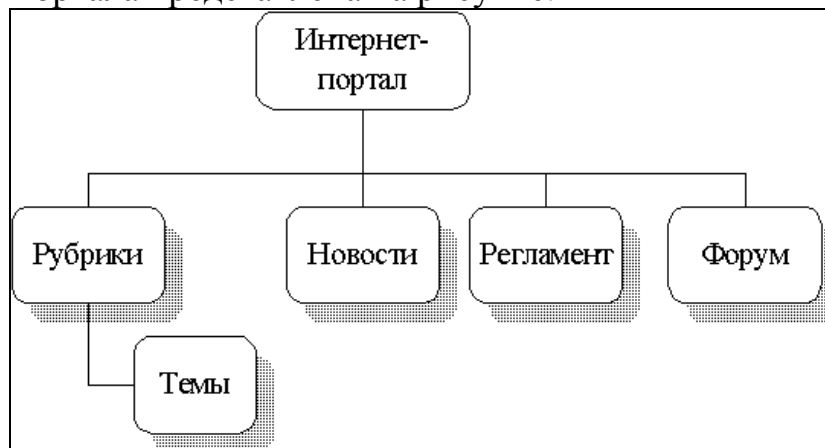 Интернет-
портал
Рубрики
Новости
Регламент
Форум
Темы